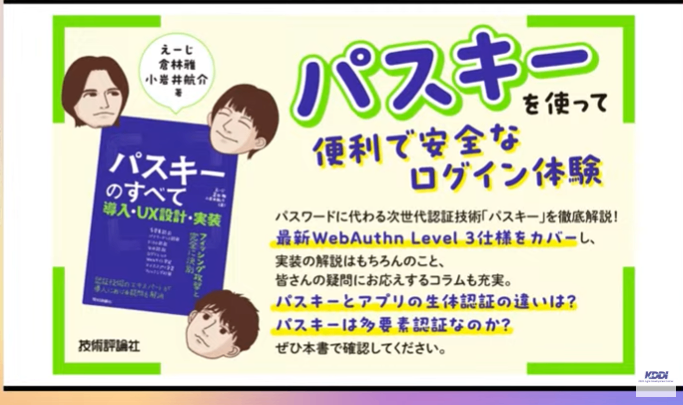 えーじ
倉林雅
小岩井航介
著
パスキー
を使って
便利で安全な
ログイン体験
パスキー
のすべて
導入・UX設計・実装
技術評論社
パスワードに代わる次世代認証技術「パスキー」を徹底解説!
最新WebAuthn Level 3仕様をカバーし、
実装の解説はもちろんのこと、
皆さんの疑問にお応えするコラムも充実。
パスキーとアプリの生体認証の違いは?
パスキーは多要素認証なのか?
ぜひ本書で確認してください。
KDDI